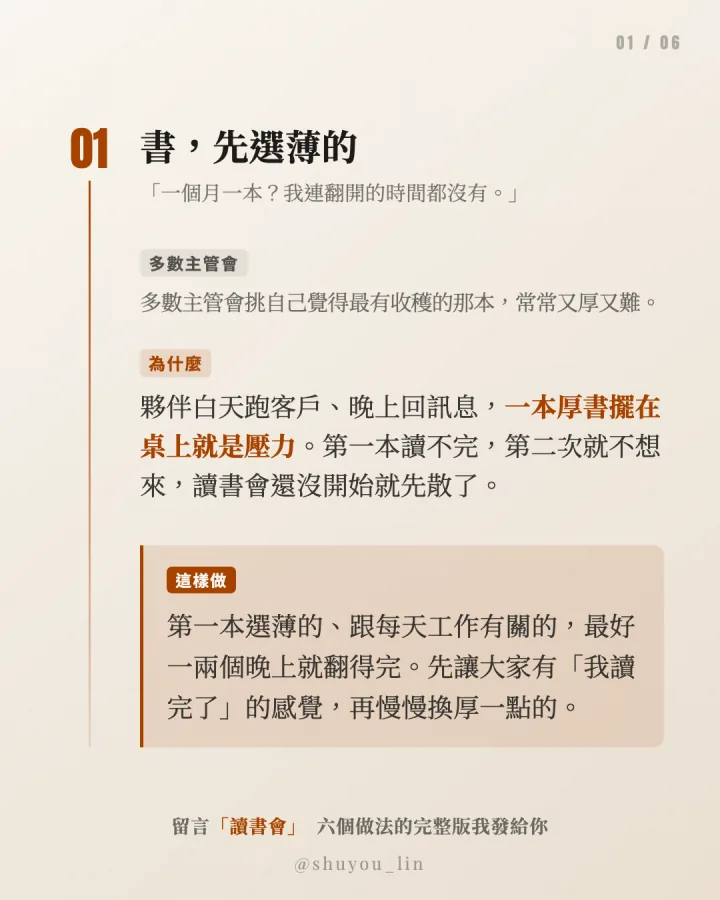 01 / 06
01 書，先選薄的
「一個月一本？我連翻開的時間都沒有。」
多數主管會
多數主管會挑自己覺得最有收穫的那本，常常又厚又難。
為什麼
夥伴白天跑客戶、晚上回訊息，一本厚書擺在
桌上就是壓力。第一本讀不完，第二次就不想
來，讀書會還沒開始就先散了。
這樣做
第一本選薄的、跟每天工作有關的，最好
一兩個晚上就翻得完。先讓大家有「我讀
完了」的感覺，再慢慢換厚一點的。
留言「讀書會」 六個做法的完整版我發給你
@shuyou_lin